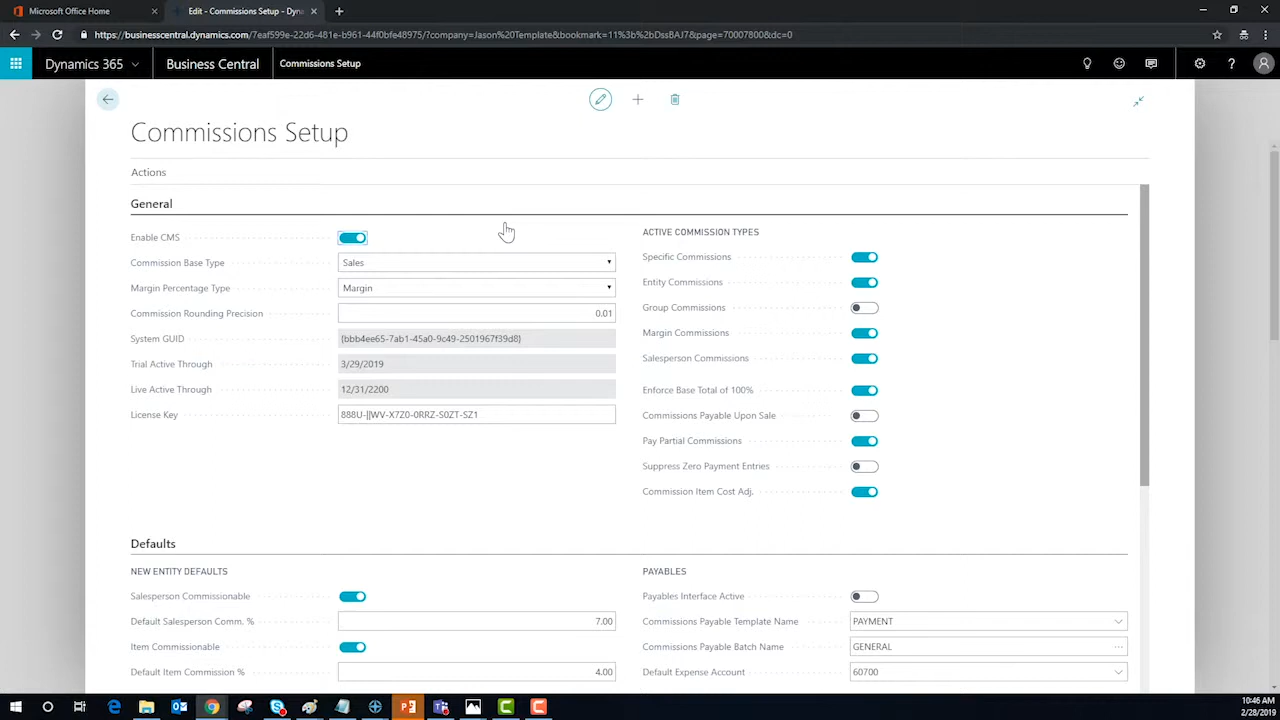 Microsoft Office Home
Edit - Commissions Setup - Dyna
https://businesscentral.dynamics.com/7eaf599e-22d6-481e-b961-44f0bfe48975/?company=Jason%20Template&bookmark=11%3b%2bDssBAJ7&page=70007800&dc=0
Dynamics 365
Business Central
Commissions Setup
Commissions Setup
Actions
General
Enable CMS
Commission Base Type
Sales
Margin Percentage Type
Margin
Commission Rounding Precision
0.01
System GUID
{bbb4ee65-7ab1-45a0-9c49-2501967f39d8}
Trial Active Through
3/29/2019
Live Active Through
12/31/2200
License Key
888U-||WV-X7Z0-0RRZ-S0ZT-SZ1
ACTIVE COMMISSION TYPES
Specific Commissions
Entity Commissions
Group Commissions
Margin Commissions
Salesperson Commissions
Enforce Base Total of 100%
Commissions Payable Upon Sale
Pay Partial Commissions
Suppress Zero Payment Entries
Commission Item Cost Adj.
Defaults
NEW ENTITY DEFAULTS
Salesperson Commissionable
Default Salesperson Comm. %
7.00
Item Commissionable
Default Item Commission %
4.00
PAYABLES
Payables Interface Active
Commissions Payable Template Name
PAYMENT
Commissions Payable Batch Name
GENERAL
Default Expense Account
60700
10:46 AM
2/28/2019